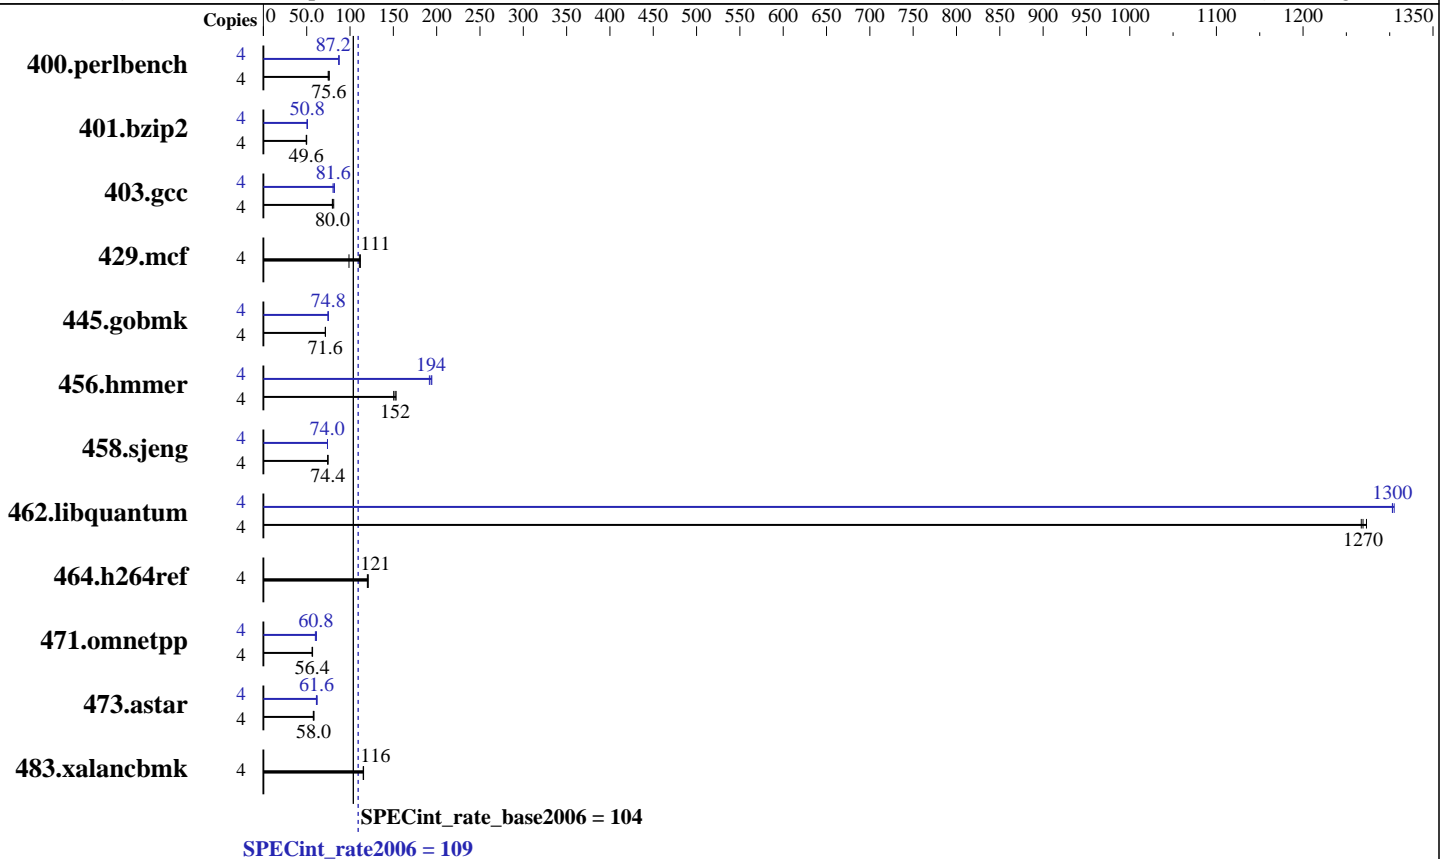 Copies 0 50.0 100 150 200 250 300 350 400 450 500 550 600 650 700 750 800 850 900 950 1000 1100 1200 1350
400.perlbench 4 87.2
4 75.6
401.bzip2 4 50.8
4 49.6
403.gcc 4 81.6
4 80.0
429.mcf 4 111
445.gobmk 4 74.8
4 71.6
456.hmmer 4 194
4 152
458.sjeng 4 74.0
4 74.4
462.libquantum 4 1300
4 1270
464.h264ref 4 121
471.omnetpp 4 60.8
4 56.4
473.astar 4 61.6
4 58.0
483.xalancbmk 4 116
SPECint_rate_base2006 = 104
SPECint_rate2006 = 109